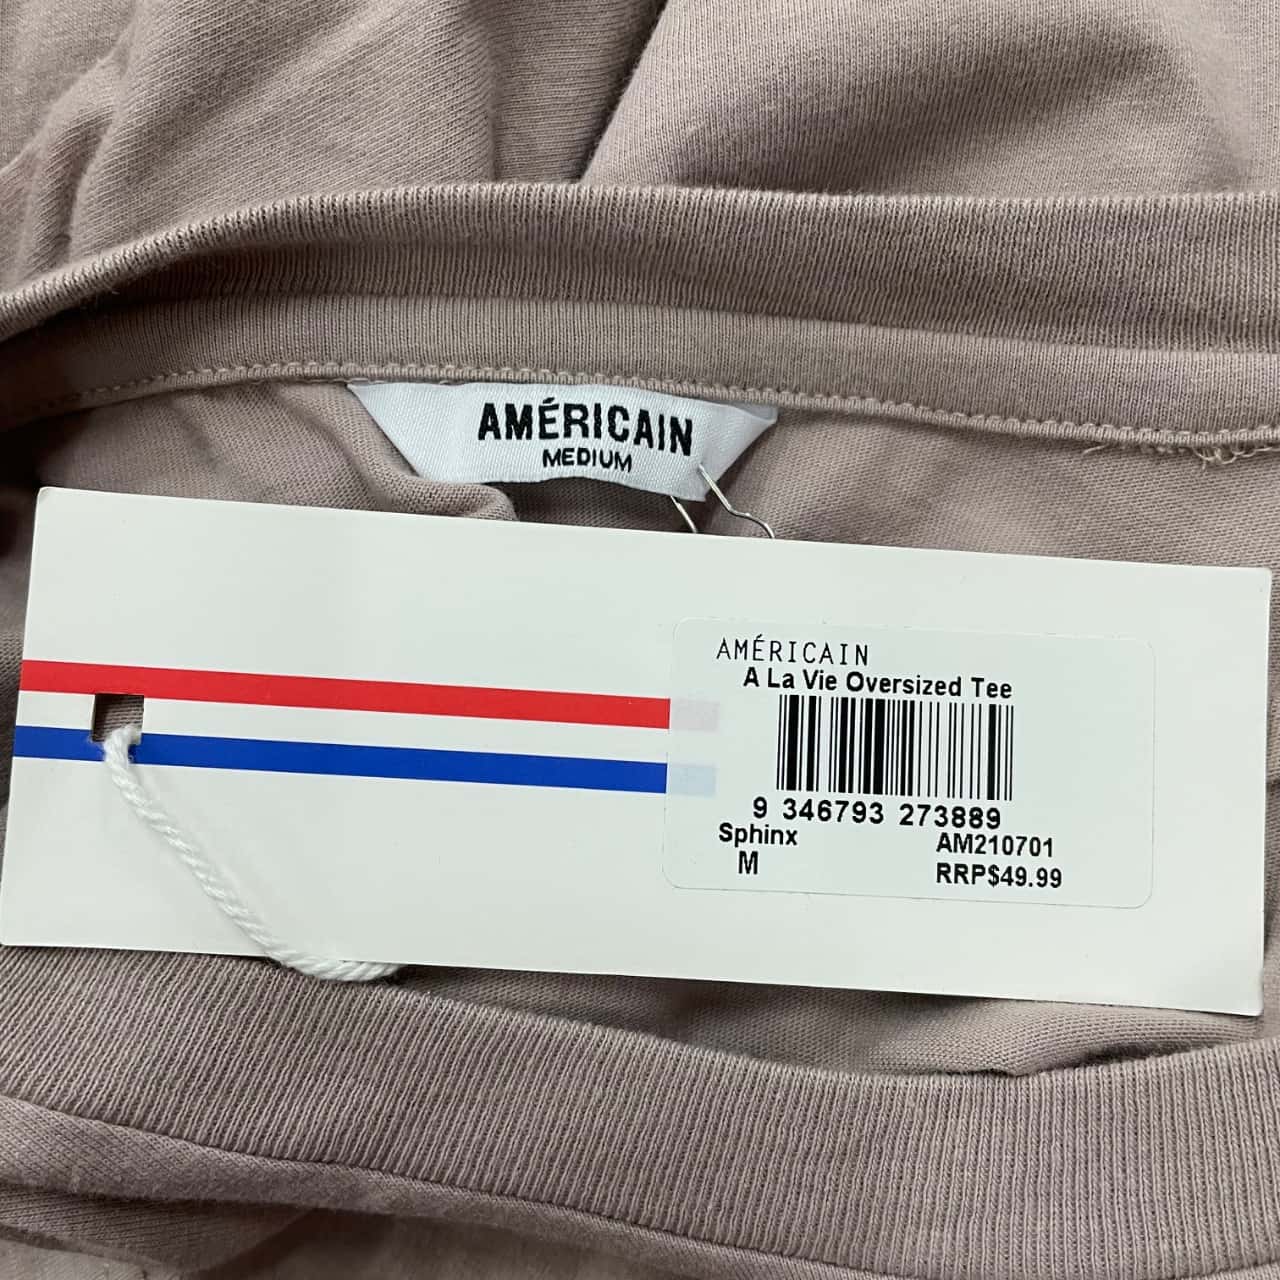 AMÉRICAIN
MEDIUM
AMÉRICAIN
A La Vie Oversized Tee
9 346793 273889
Sphinx AM210701
M RRP$49.99